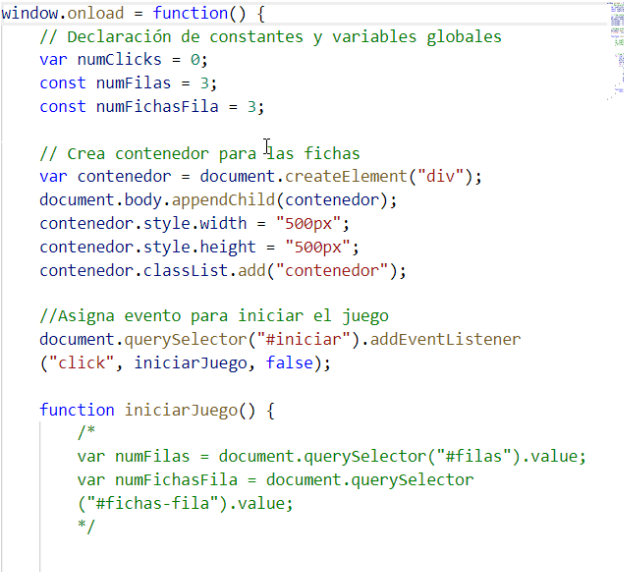 window.onload = function() {
// Declaración de constantes y variables globales
var numClicks = 0;
const numFilas = 3;
const numFichasFila = 3;
// Crea contenedor para las fichas
var contenedor = document.createElement("div");
document.body.appendChild(contenedor);
contenedor.style.width = "500px";
contenedor.style.height = "500px";
contenedor.classList.add("contenedor");
//Asigna evento para iniciar el juego
document.querySelector("#iniciar").addEventListener
("click", iniciarJuego, false);
function iniciarJuego() {
/*
var numFilas = document.querySelector("#filas").value;
var numFichasFila = document.querySelector
("#fichas-fila").value;
*/